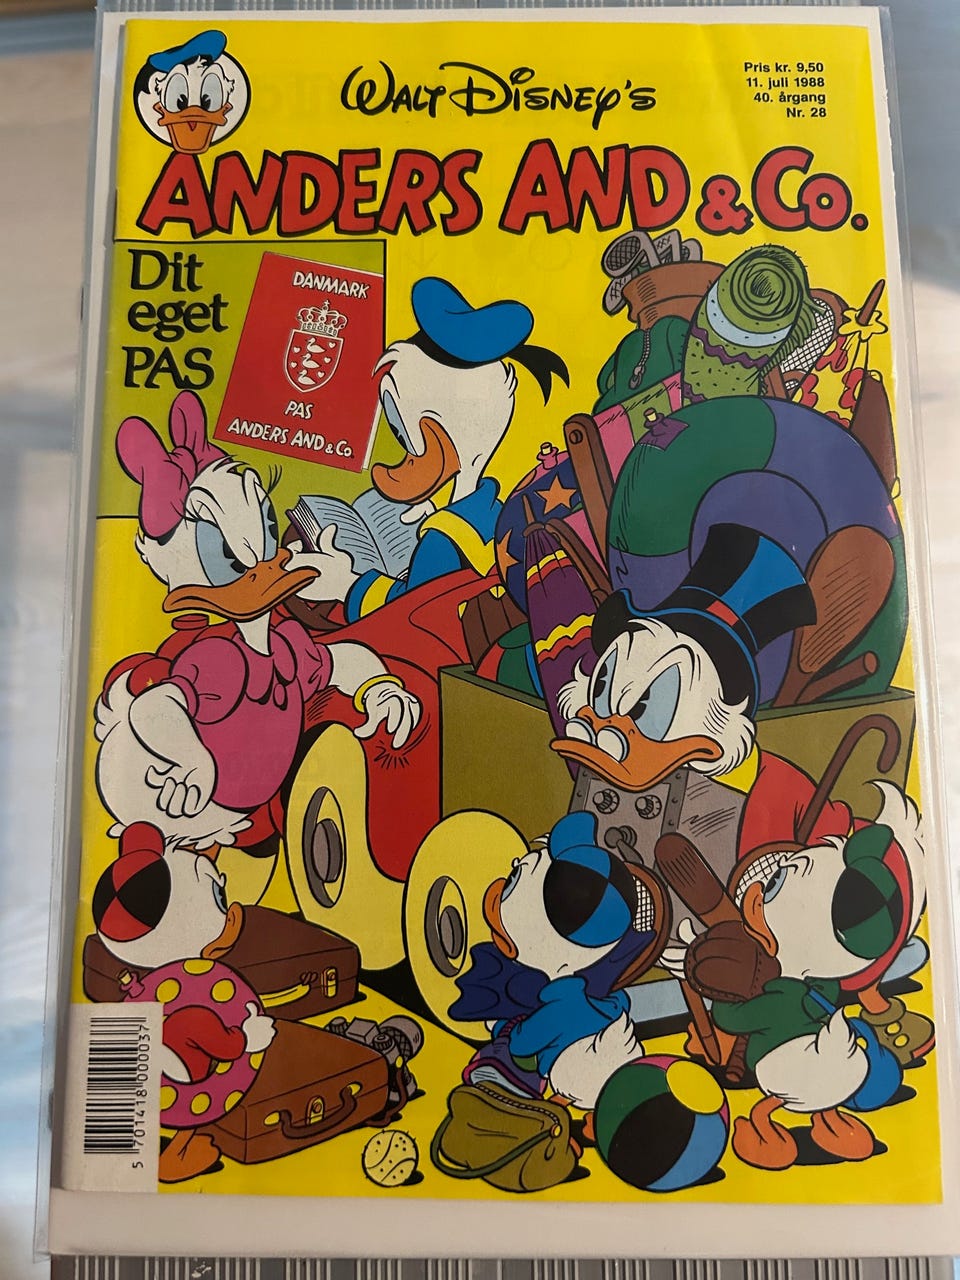 WALT DISNEY'S
Pris kr. 9,50
11. juli 1988
40. årgang
Nr. 28
ANDERS AND & Co.
Dit
eget
PAS
DANMARK
PAS
ANDERS AND & Co.
5 701418 000037